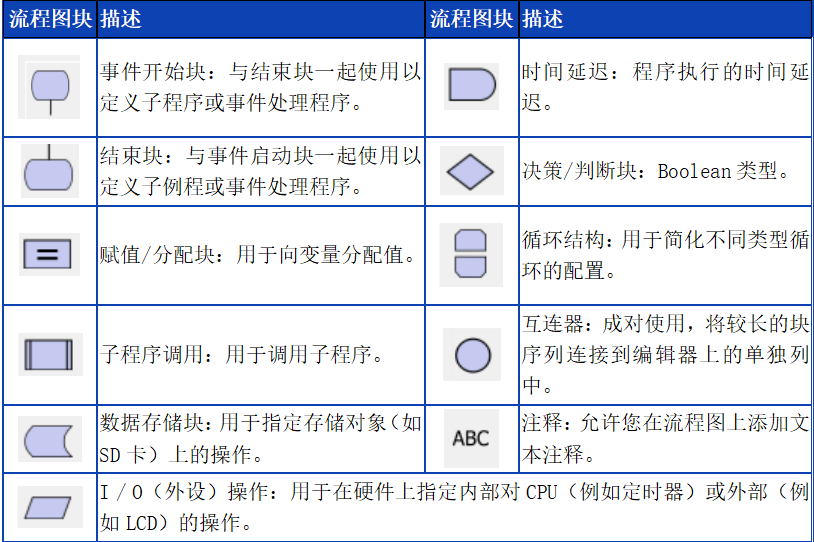 流程图块 描述 流程图块 描述
事件开始块：与结束块一起使用以
定义子程序或事件处理程序。
时间延迟：程序执行的时间延
迟。
结束块：与事件启动块一起使用以
定义子例程或事件处理程序。
决策/判断块：Boolean 类型。
赋值/分配块：用于向变量分配值。
循环结构：用于简化不同类型循
环的配置。
子程序调用：用于调用子程序。
互连器：成对使用，将较长的块
序列连接到编辑器上的单独列
中。
数据存储块：用于指定存储对象（如
SD 卡）上的操作。
ABC
注释：允许您在流程图上添加文
本注释。
I／O（外设）操作：用于在硬件上指定内部对 CPU（例如定时器）或外部（例
如 LCD）的操作。